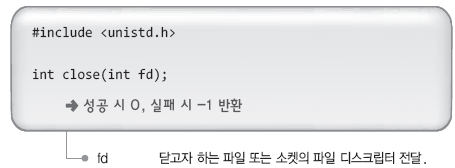 #include <unistd.h>
int close(int fd);
➜ 성공 시 0, 실패 시 -1 반환
fd 닫고자 하는 파일 또는 소켓의 파일 디스크립터 전달.